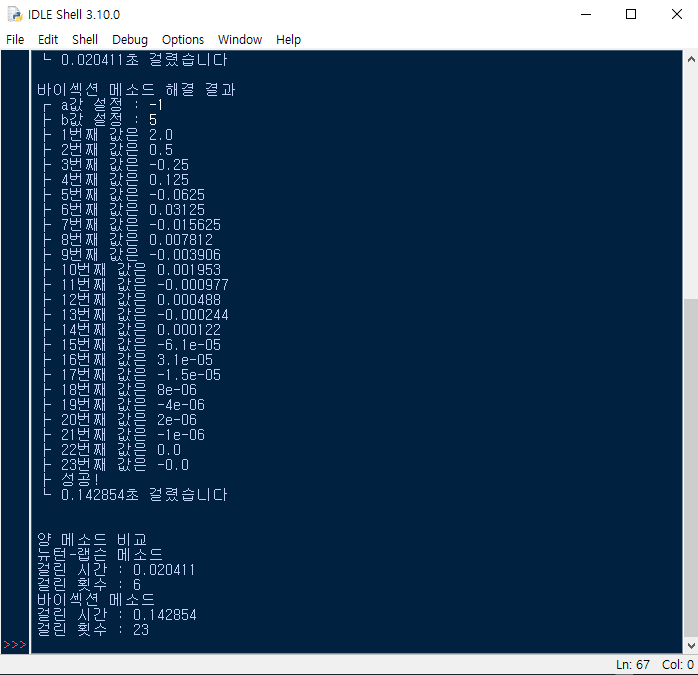 IDLE Shell 3.10.0
File Edit Shell Debug Options Window Help
└ 0.020411초 걸렸습니다
바이섹션 메소드 해결 결과
┌ a값 설정 : -1
├ b값 설정 : 5
├ 1번째 값은 2.0
├ 2번째 값은 0.5
├ 3번째 값은 -0.25
├ 4번째 값은 0.125
├ 5번째 값은 -0.0625
├ 6번째 값은 0.03125
├ 7번째 값은 -0.015625
├ 8번째 값은 0.007812
├ 9번째 값은 -0.003906
├ 10번째 값은 0.001953
├ 11번째 값은 -0.000977
├ 12번째 값은 0.000488
├ 13번째 값은 -0.000244
├ 14번째 값은 0.000122
├ 15번째 값은 -6.1e-05
├ 16번째 값은 3.1e-05
├ 17번째 값은 -1.5e-05
├ 18번째 값은 8e-06
├ 19번째 값은 -4e-06
├ 20번째 값은 2e-06
├ 21번째 값은 -1e-06
├ 22번째 값은 0.0
├ 23번째 값은 -0.0
├ 성공!
└ 0.142854초 걸렸습니다
양 메소드 비교
뉴턴-랩슨 메소드
걸린 시간 : 0.020411
걸린 횟수 : 6
바이섹션 메소드
걸린 시간 : 0.142854
걸린 횟수 : 23
>>>
Ln: 67 Col: 0